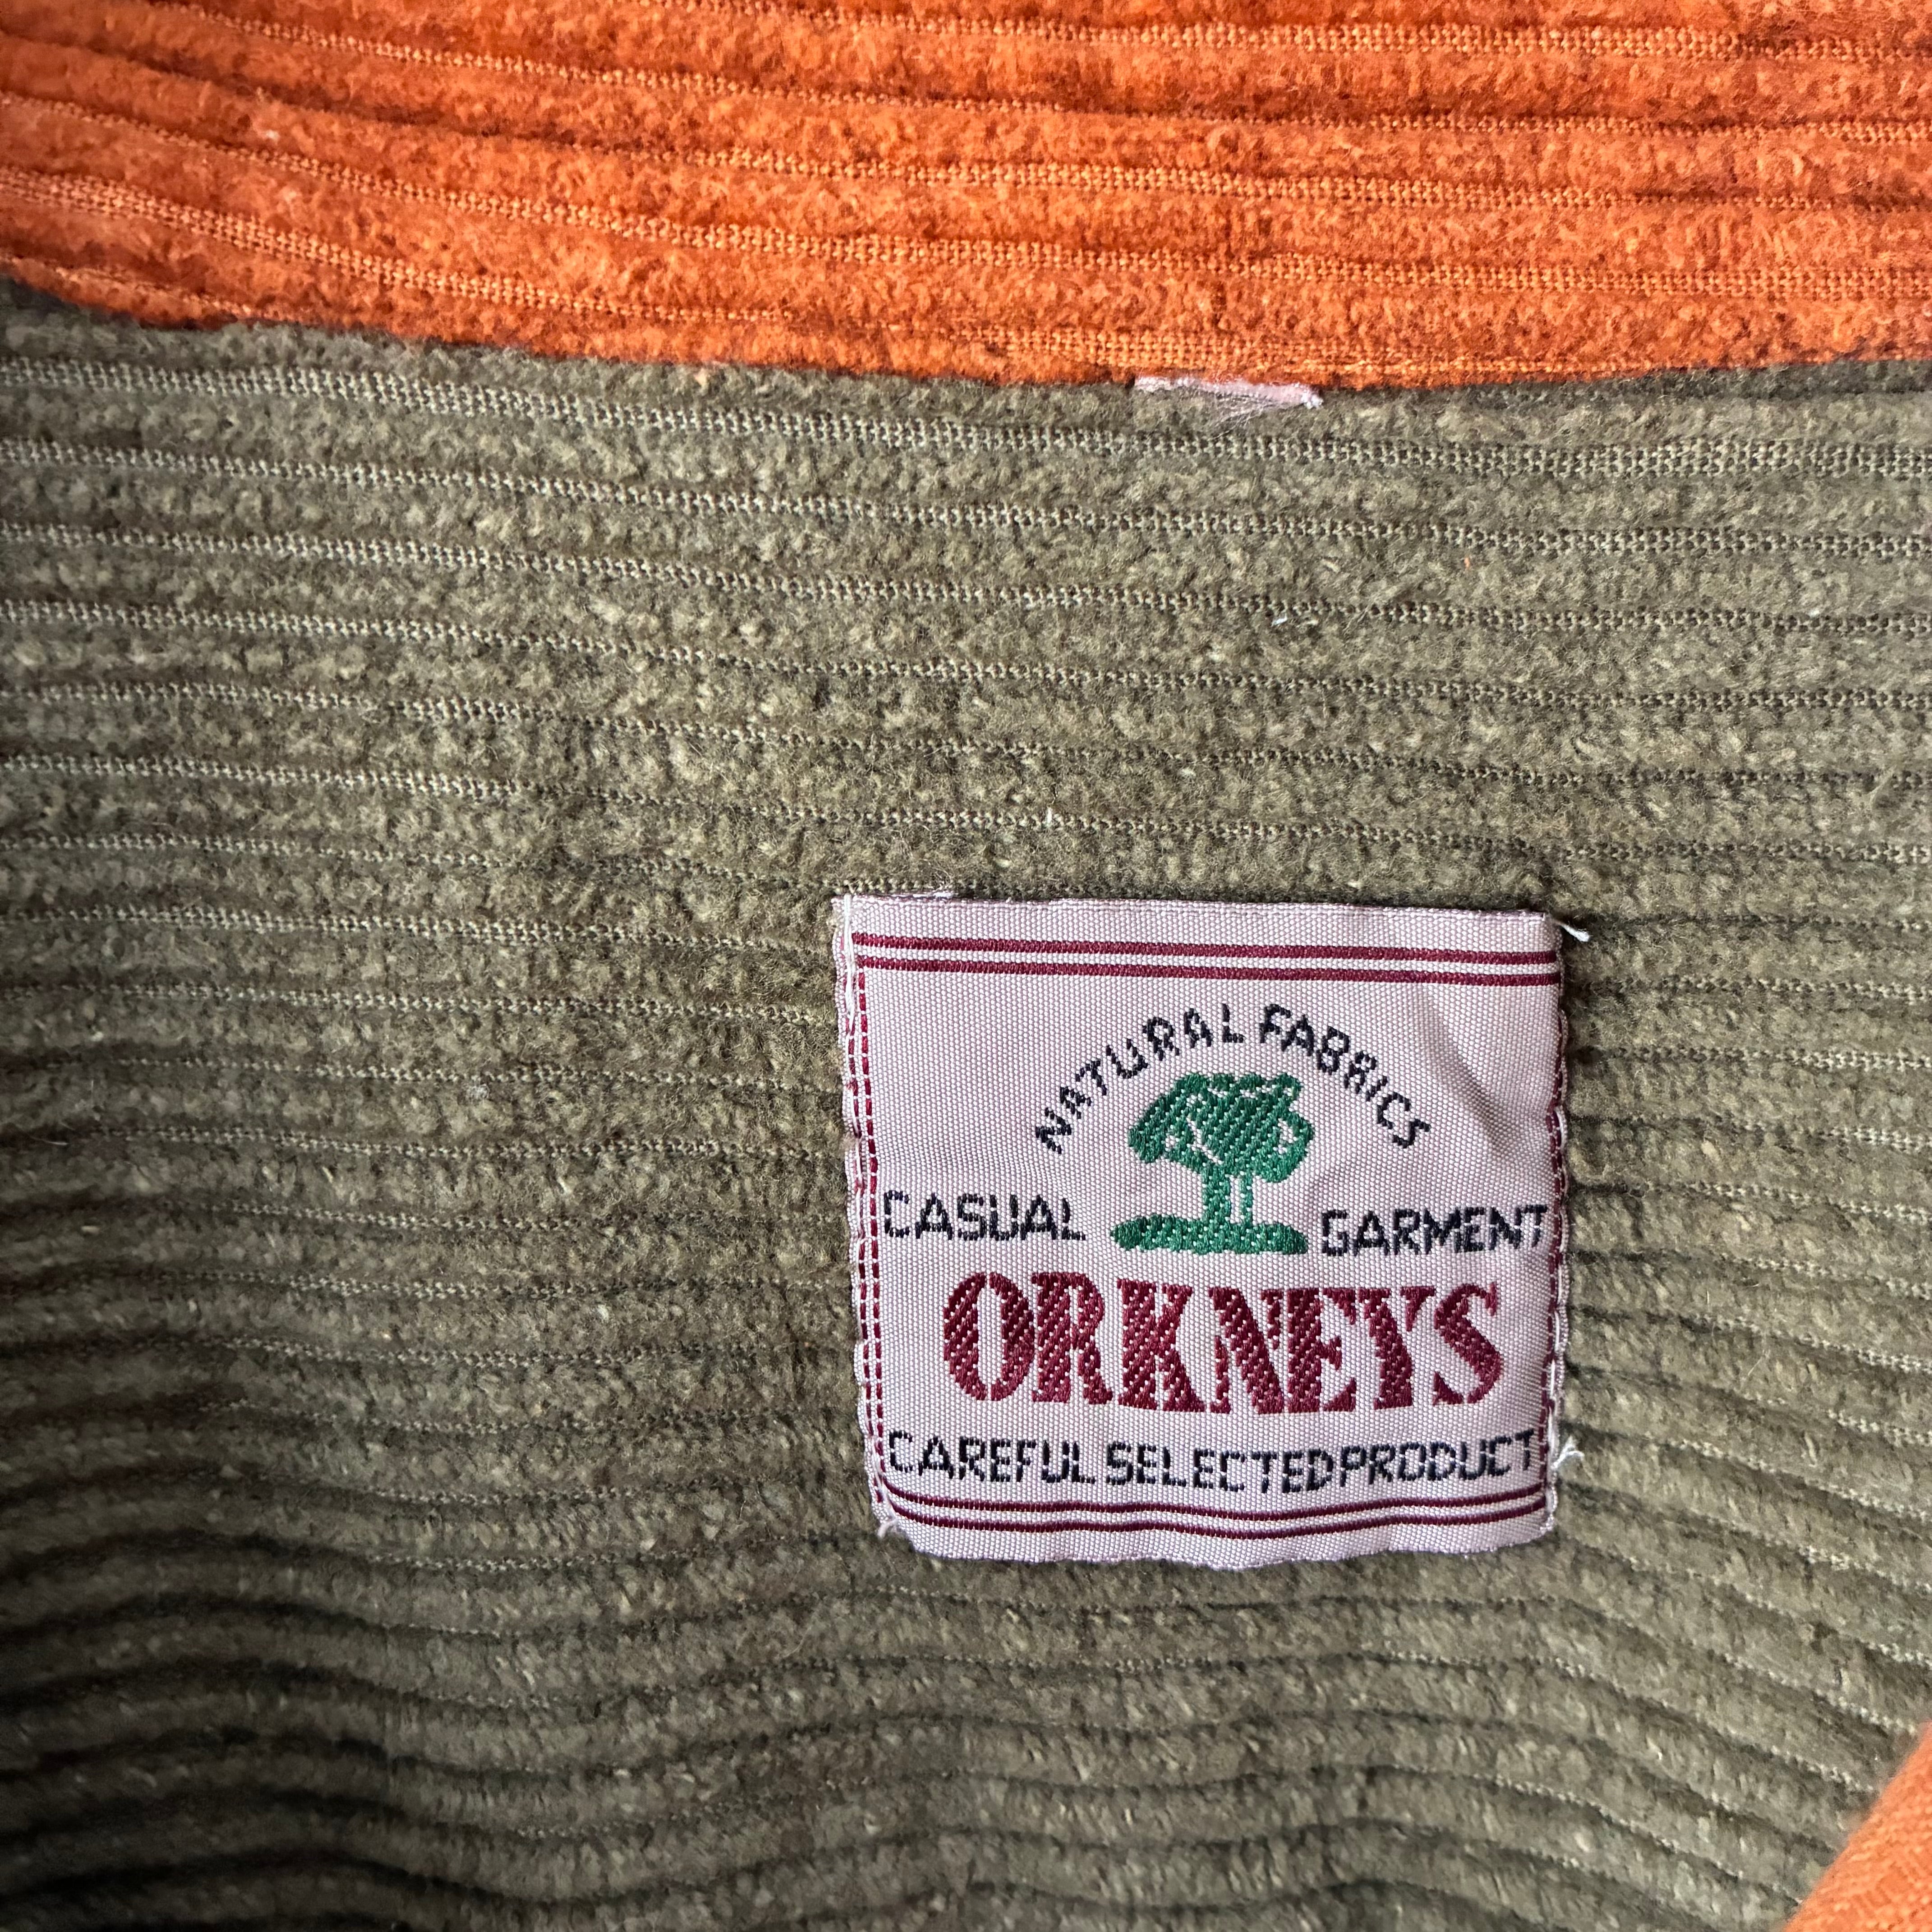 NATURAL FABRICS
CASUAL GARMENT
ORKNEYS
CAREFUL SELECTED PRODUCT